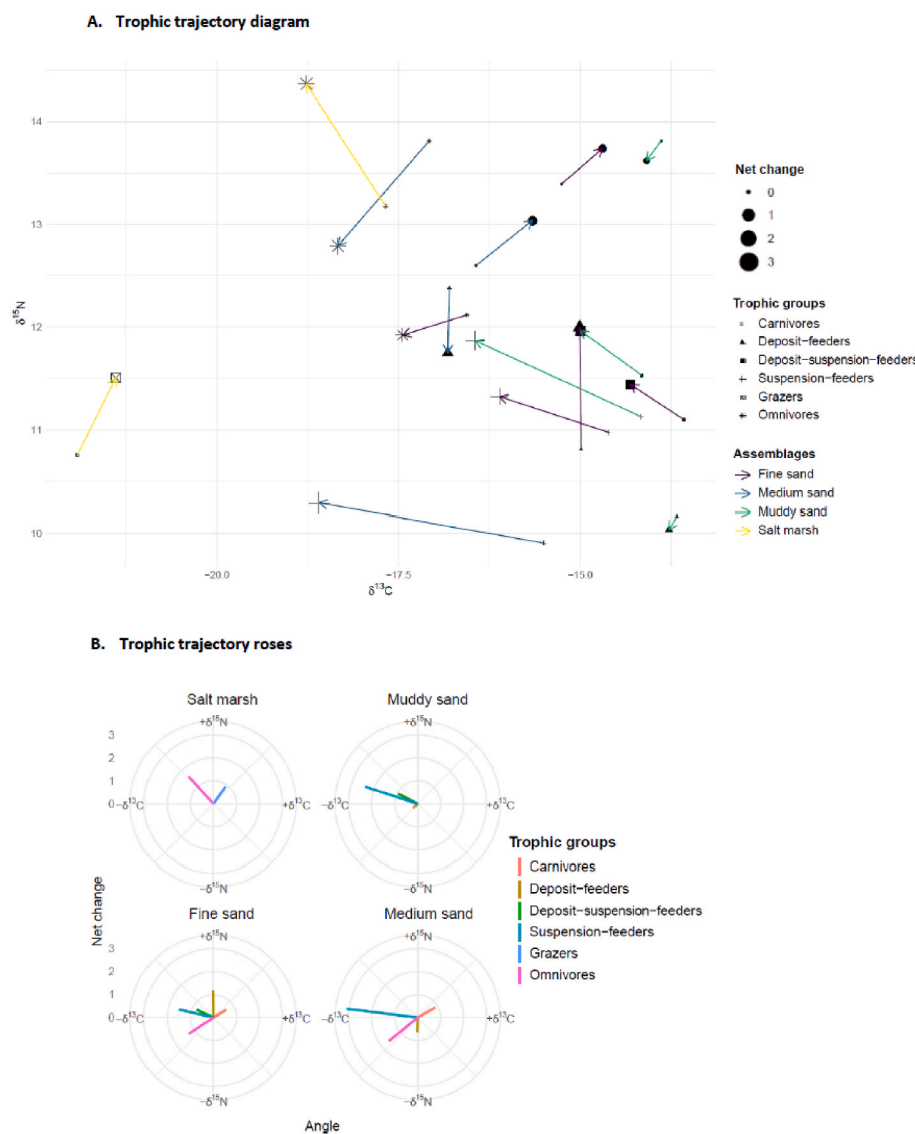 A. Trophic trajectory diagram
14
13
12
11
10
δ15N
−20.0
−17.5
−15.0
δ13C
Net change
0
1
2
3
Trophic groups
Carnivores
Deposit−feeders
Deposit−suspension−feeders
Suspension−feeders
Grazers
Omnivores
Assemblages
Fine sand
Medium sand
Muddy sand
Salt marsh
B. Trophic trajectory roses
Salt marsh
+δ15N
3
2
1
0
−δ13C
+δ13C
−δ15N
Muddy sand
+δ15N
−δ13C
+δ13C
−δ15N
Fine sand
+δ15N
3
2
1
0
−δ13C
+δ13C
−δ15N
Medium sand
+δ15N
−δ13C
+δ13C
−δ15N
Net change
Angle
Trophic groups
Carnivores
Deposit−feeders
Deposit−suspension−feeders
Suspension−feeders
Grazers
Omnivores